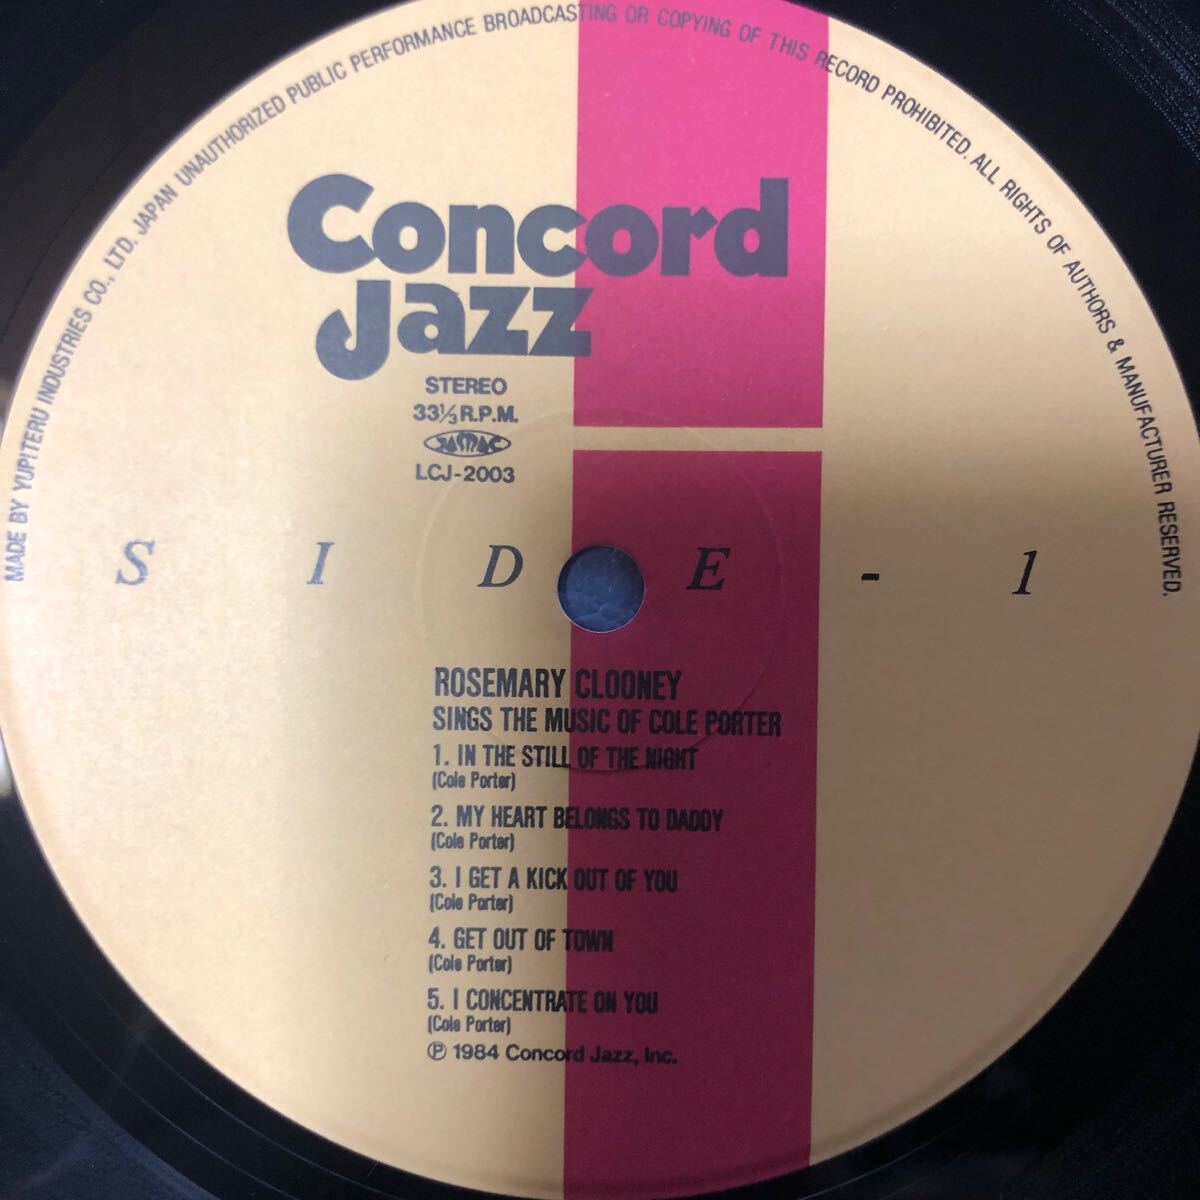 MADE BY YUPITERU INDUSTRIES CO., LTD. JAPAN UNAUTHORIZED PUBLIC PERFORMANCE BROADCASTING OR COPYING OF THIS RECORD PROHIBITED. ALL RIGHTS OF AUTHORS & MANUFACTURER RESERVED.
Concord
Jazz
STEREO
33⅓ R.P.M.
JASRAC
LCJ-2003
SIDE-1
ROSEMARY CLOONEY
SINGS THE MUSIC OF COLE PORTER
1. IN THE STILL OF THE NIGHT
(Cole Porter)
2. MY HEART BELONGS TO DADDY
(Cole Porter)
3. I GET A KICK OUT OF YOU
(Cole Porter)
4. GET OUT OF TOWN
(Cole Porter)
5. I CONCENTRATE ON YOU
(Cole Porter)
℗ 1984 Concord Jazz, Inc.